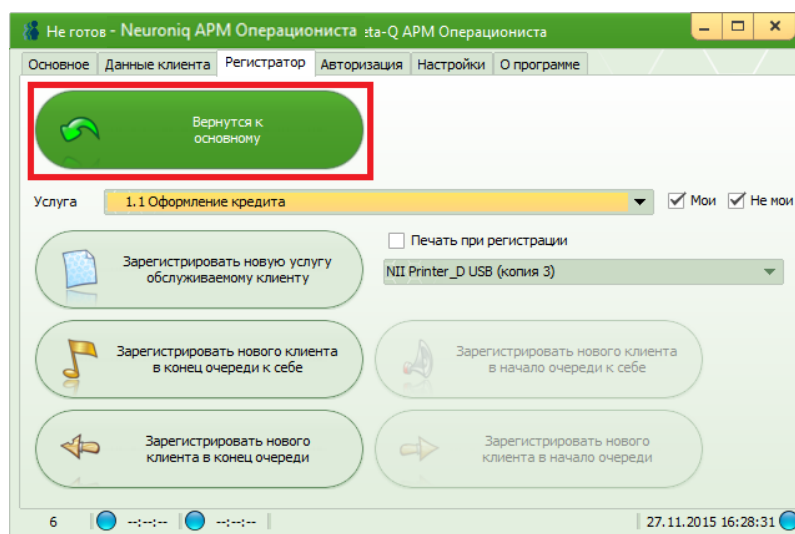 Не готов - Neuroniq АРМ Операциониста ta-Q АРМ Операциониста
Основное Данные клиента Регистратор Авторизация Настройки О программе
Вернутся к
основному
Услуга 1.1 Оформление кредита Мои Не мои
Печать при регистрации
Зарегистрировать новую услугу
обслуживаемому клиенту
NII Printer_D USB (копия 3)
Зарегистрировать нового клиента
в конец очереди к себе
Зарегистрировать нового клиента
в начало очереди к себе
Зарегистрировать нового
клиента в конец очереди
Зарегистрировать нового
клиента в начало очереди
6 --:--:-- --:--:-- 27.11.2015 16:28:31